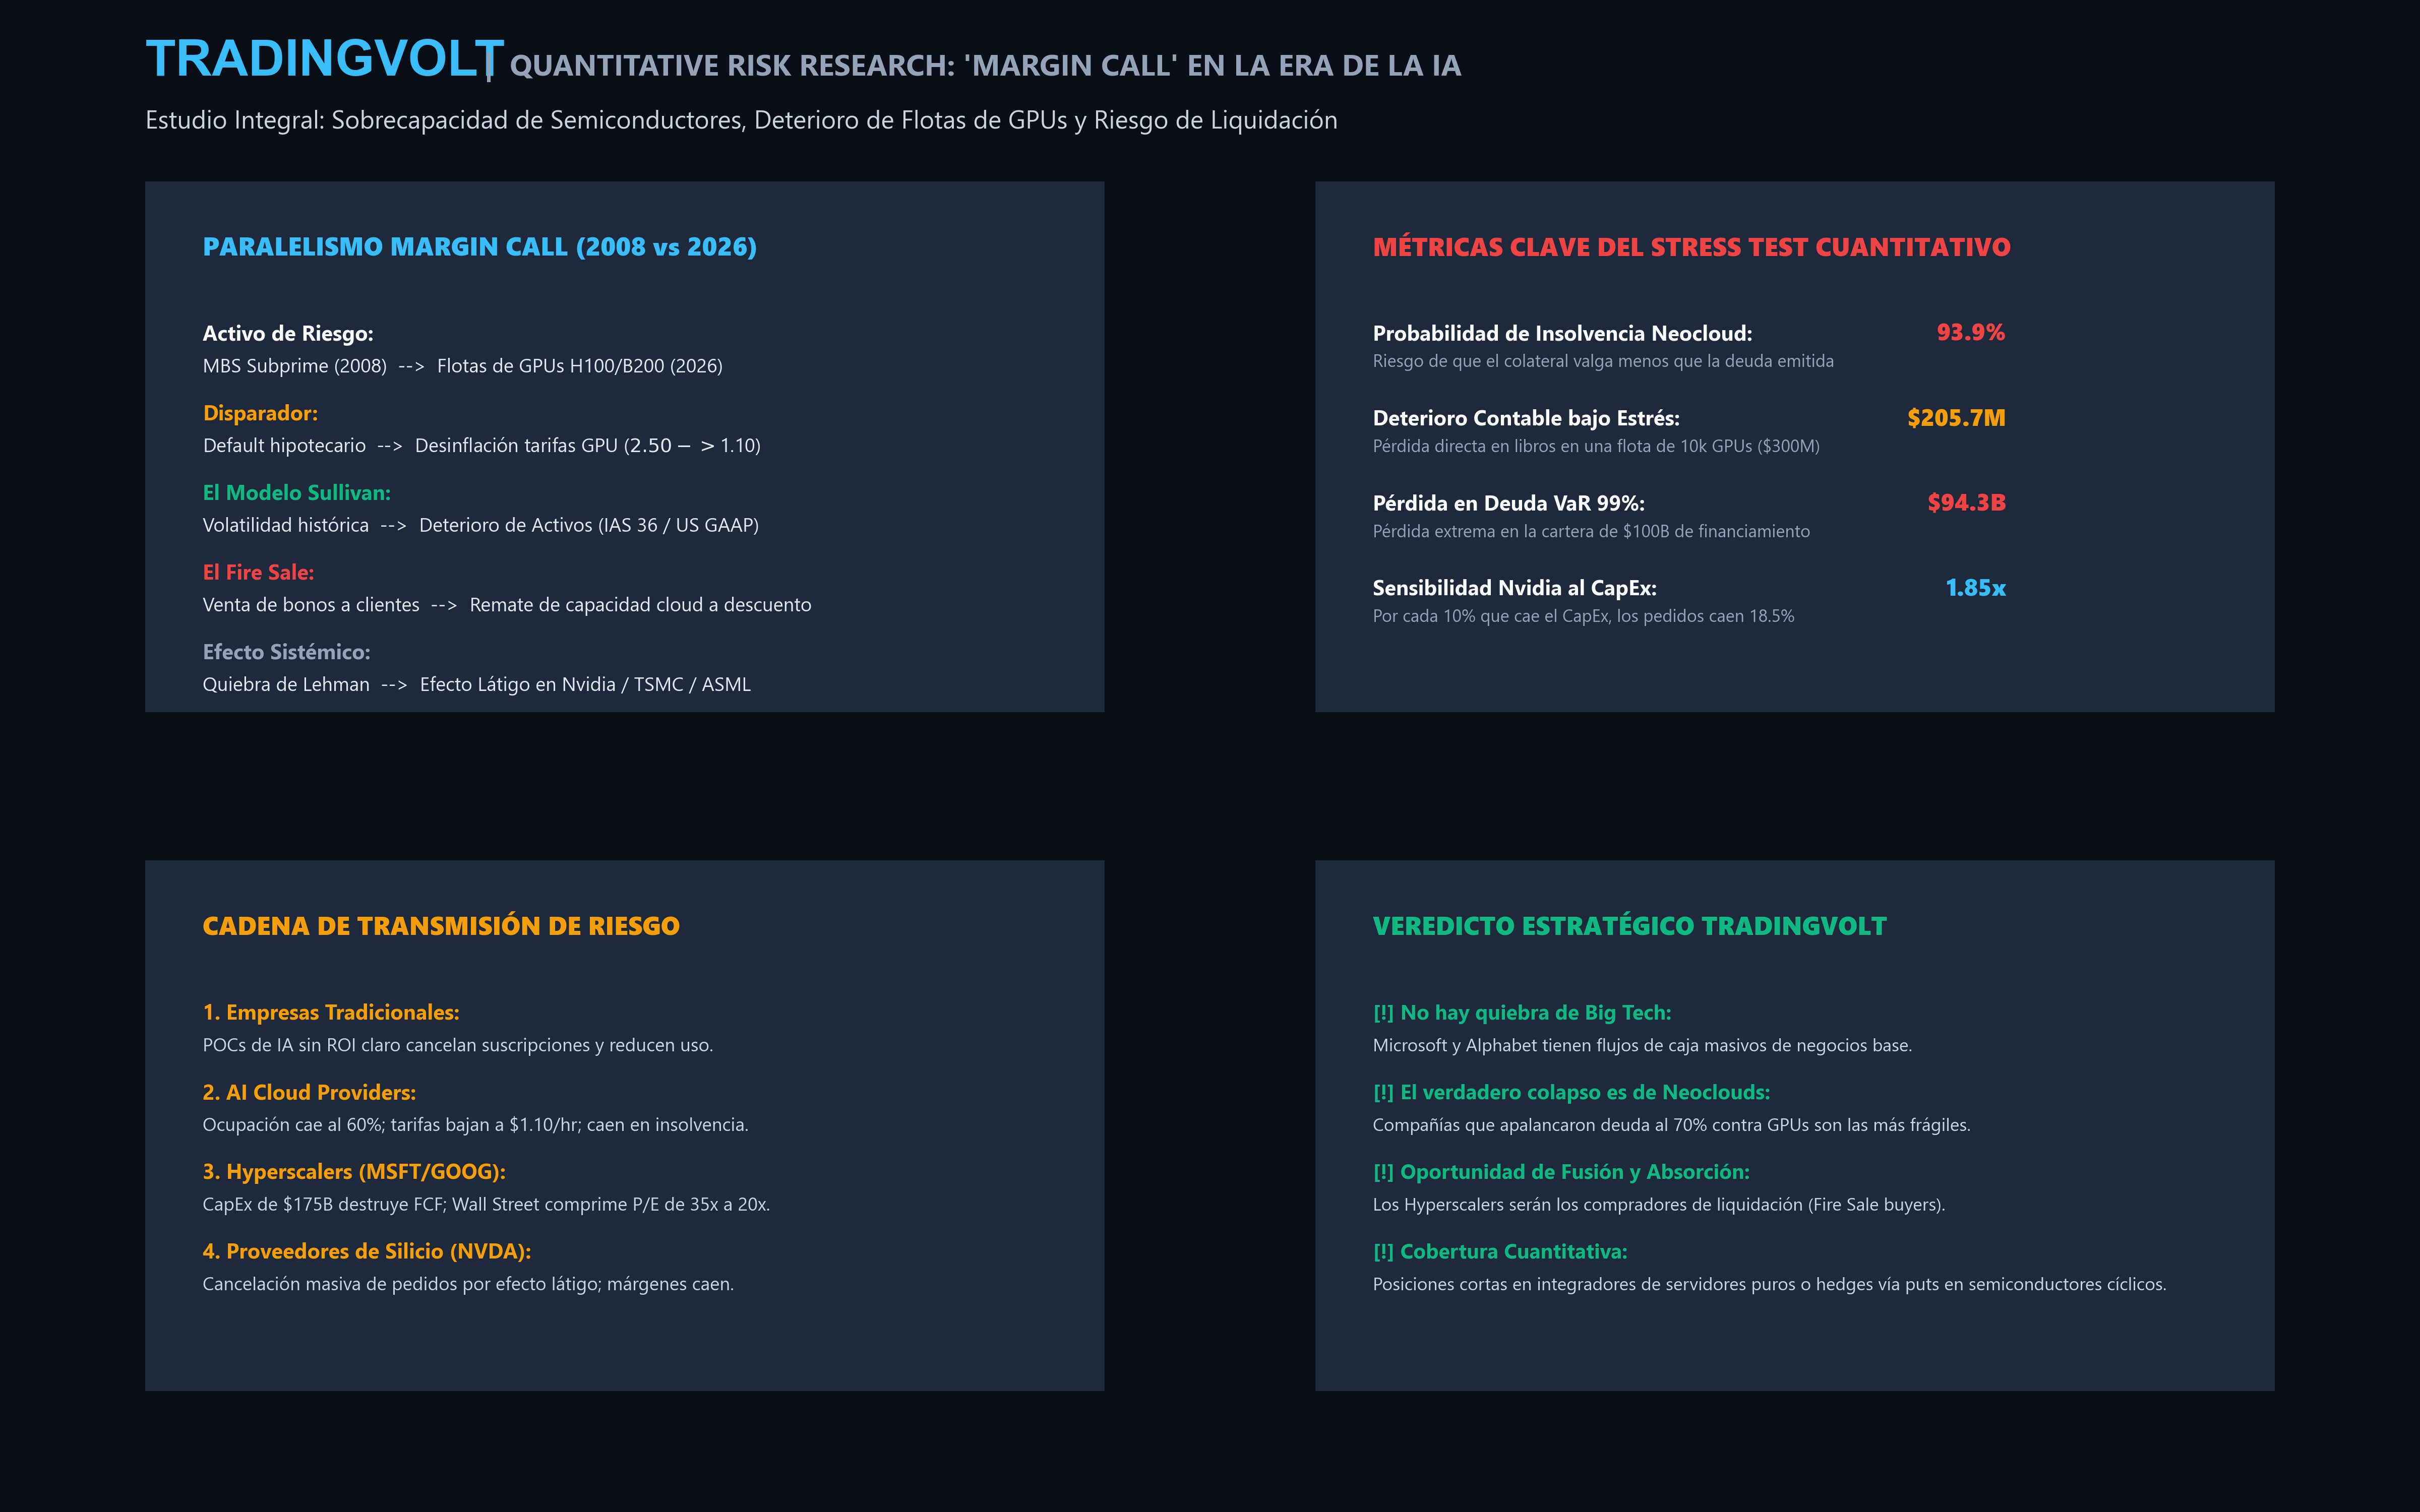 TRADINGVOLT | QUANTITATIVE RISK RESEARCH: 'MARGIN CALL' EN LA ERA DE LA IA
Estudio Integral: Sobrecapacidad de Semiconductores, Deterioro de Flotas de GPUs y Riesgo de Liquidación
PARALELISMO MARGIN CALL (2008 vs 2026)
Activo de Riesgo:
MBS Subprime (2008) --> Flotas de GPUs H100/B200 (2026)
Disparador:
Default hipotecario --> Desinflación tarifas GPU (2.50 − > 1.10)
El Modelo Sullivan:
Volatilidad histórica --> Deterioro de Activos (IAS 36 / US GAAP)
El Fire Sale:
Venta de bonos a clientes --> Remate de capacidad cloud a descuento
Efecto Sistémico:
Quiebra de Lehman --> Efecto Látigo en Nvidia / TSMC / ASML
MÉTRICAS CLAVE DEL STRESS TEST CUANTITATIVO
Probabilidad de Insolvencia Neocloud: 93.9%
Riesgo de que el colateral valga menos que la deuda emitida
Deterioro Contable bajo Estrés: $205.7M
Pérdida directa en libros en una flota de 10k GPUs ($300M)
Pérdida en Deuda VaR 99%: $94.3B
Pérdida extrema en la cartera de $100B de financiamiento
Sensibilidad Nvidia al CapEx: 1.85x
Por cada 10% que cae el CapEx, los pedidos caen 18.5%
CADENA DE TRANSMISIÓN DE RIESGO
1. Empresas Tradicionales:
POCs de IA sin ROI claro cancelan suscripciones y reducen uso.
2. AI Cloud Providers:
Ocupación cae al 60%; tarifas bajan a $1.10/hr; caen en insolvencia.
3. Hyperscalers (MSFT/GOOG):
CapEx de $175B destruye FCF; Wall Street comprime P/E de 35x a 20x.
4. Proveedores de Silicio (NVDA):
Cancelación masiva de pedidos por efecto látigo; márgenes caen.
VEREDICTO ESTRATÉGICO TRADINGVOLT
[!] No hay quiebra de Big Tech:
Microsoft y Alphabet tienen flujos de caja masivos de negocios base.
[!] El verdadero colapso es de Neoclouds:
Compañías que apalancaron deuda al 70% contra GPUs son las más frágiles.
[!] Oportunidad de Fusión y Absorción:
Los Hyperscalers serán los compradores de liquidación (Fire Sale buyers).
[!] Cobertura Cuantitativa:
Posiciones cortas en integradores de servidores puros o hedges vía puts en semiconductores cíclicos.